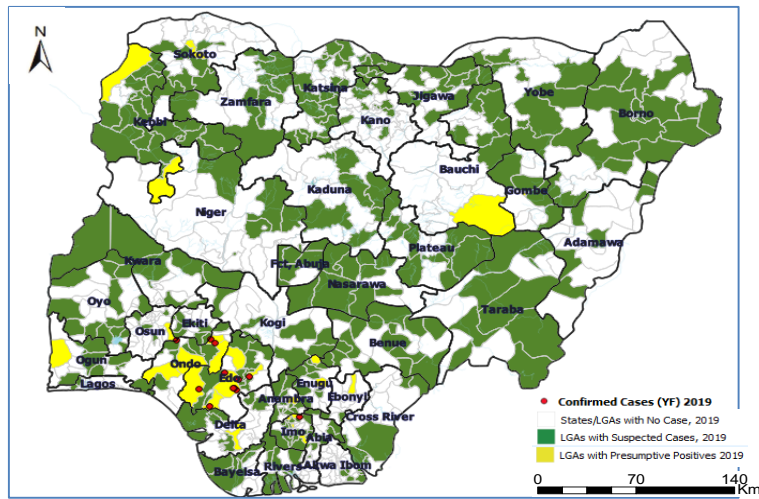 N
Sokoto
Katsina
Jigawa
Yobe
Borno
Zamfara
Kano
Kebbi
Bauchi
Gombe
Kaduna
Niger
Adamawa
Plateau
Kwara
Fct, Abuja
Nasarawa
Taraba
Oyo
Kogi
Ekiti
Osun
Benue
Ogun
Ondo
Edo
Enugu
Lagos
Anambra
Ebonyi
Cross River
Delta
Imo
Abia
Bayelsa
Rivers
Akwa Ibom
Confirmed Cases (YF) 2019
States/LGAs with No Case, 2019
LGAs with Suspected Cases, 2019
LGAs with Presumptive Positives 2019
0 70 140
Km